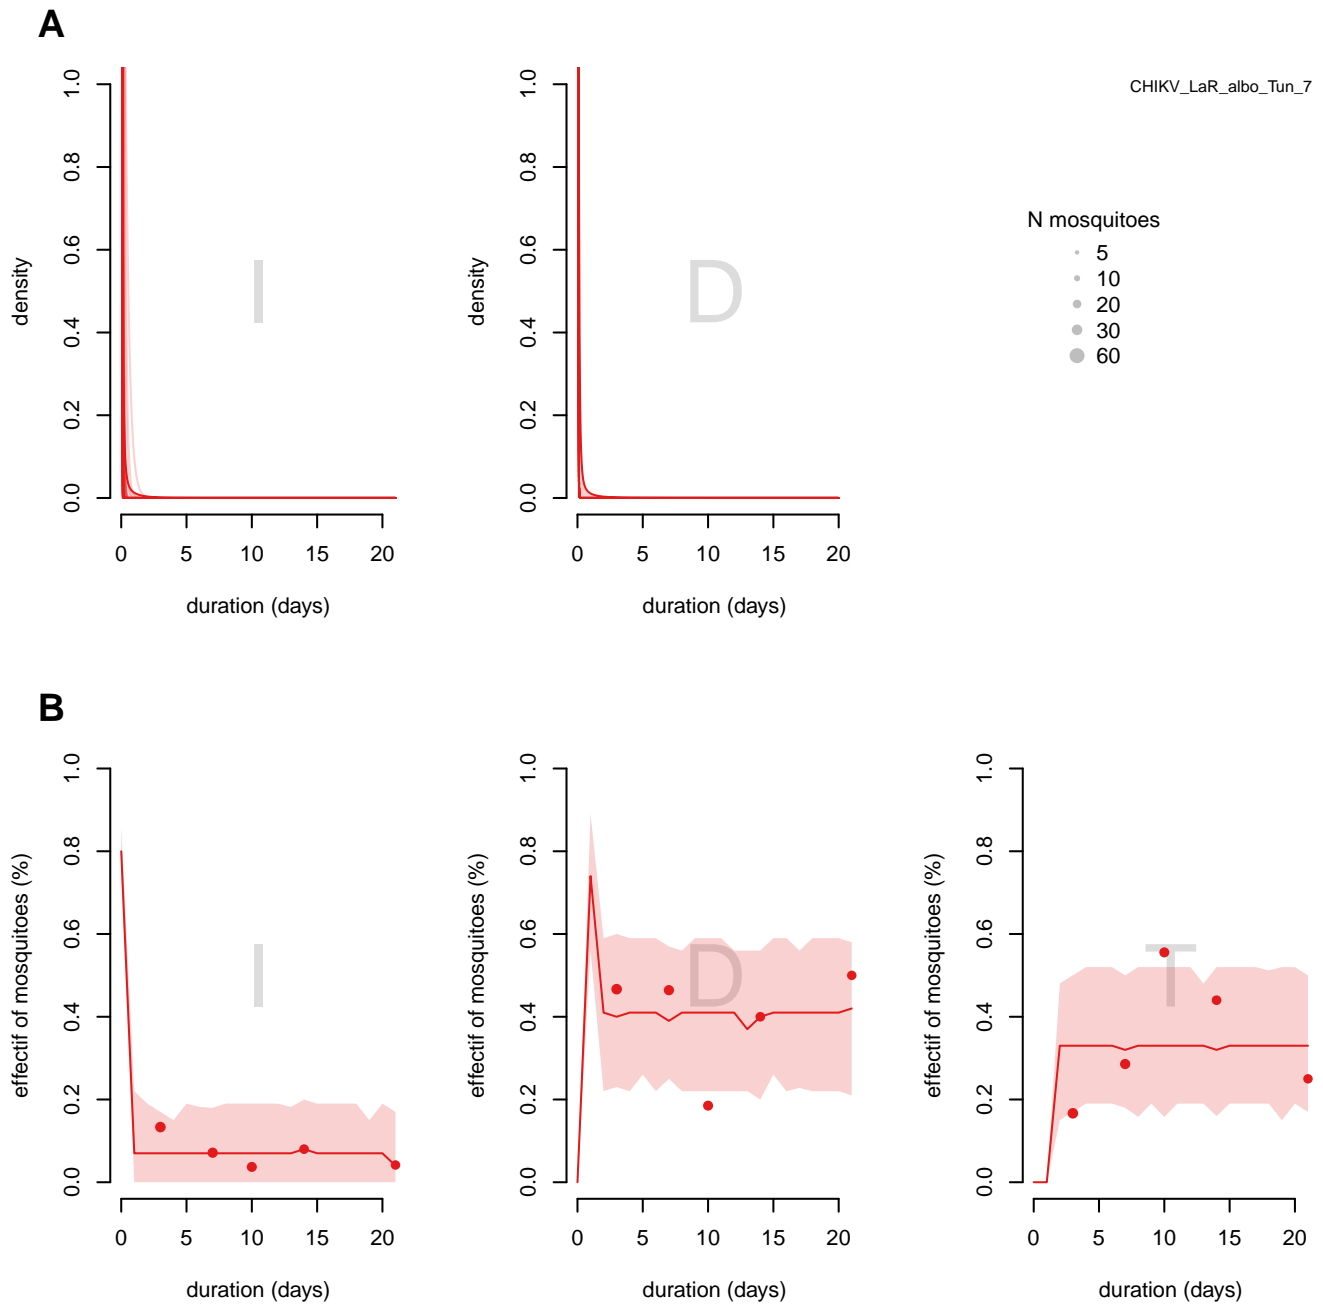 A
1.0
0.8
0.6
0.4
0.2
0.0
density
I
0 5 10 15 20
duration (days)
1.0
0.8
0.6
0.4
0.2
0.0
density
D
0 5 10 15 20
duration (days)
CHIKV_LaR_albo_Tun_7
N mosquitoes
5
10
20
30
60
B
1.0
0.8
0.6
0.4
0.2
0.0
effectif of mosquitoes (%)
I
0 5 10 15 20
duration (days)
1.0
0.8
0.6
0.4
0.2
0.0
effectif of mosquitoes (%)
D
0 5 10 15 20
duration (days)
1.0
0.8
0.6
0.4
0.2
0.0
effectif of mosquitoes (%)
T
0 5 10 15 20
duration (days)